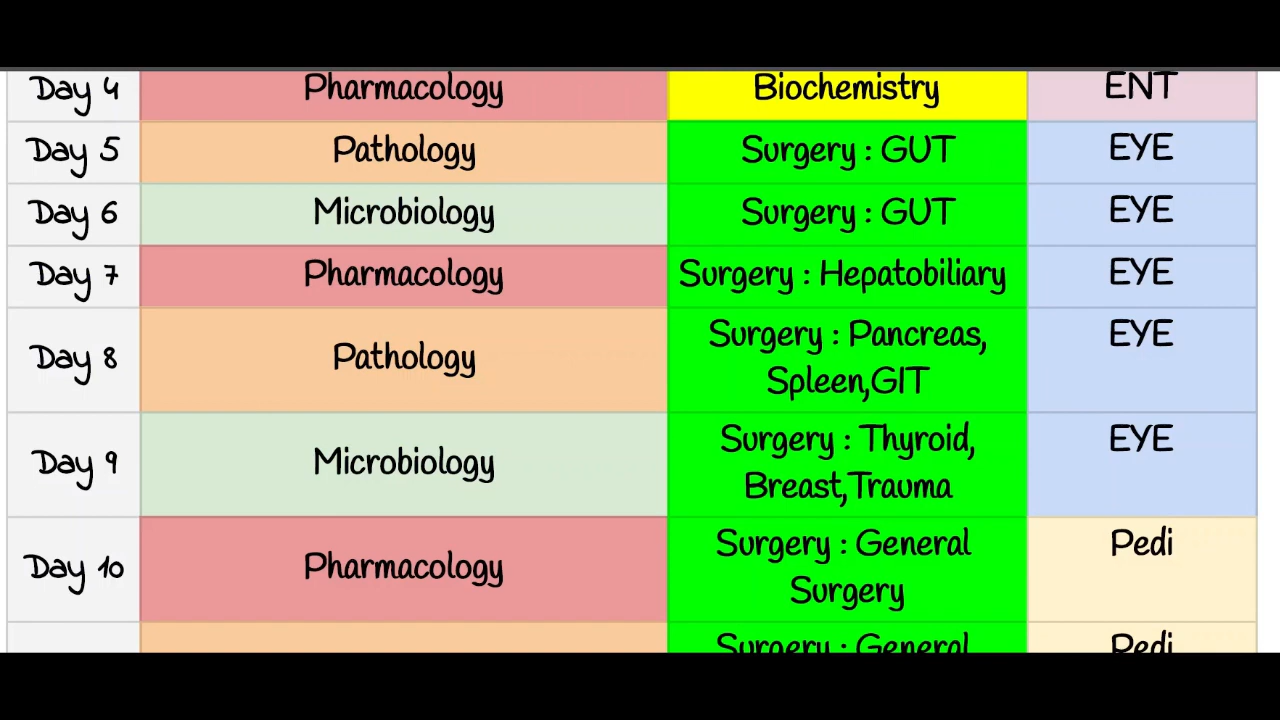 Day 4 Pharmacology Biochemistry ENT
Day 5 Pathology Surgery : GUT EYE
Day 6 Microbiology Surgery : GUT EYE
Day 7 Pharmacology Surgery : Hepatobiliary EYE
Day 8 Pathology Surgery : Pancreas, EYE
Spleen,GIT
Day 9 Microbiology Surgery : Thyroid, EYE
Breast,Trauma
Day 10 Pharmacology Surgery : General Pedi
Surgery
Surgery : General Pedi